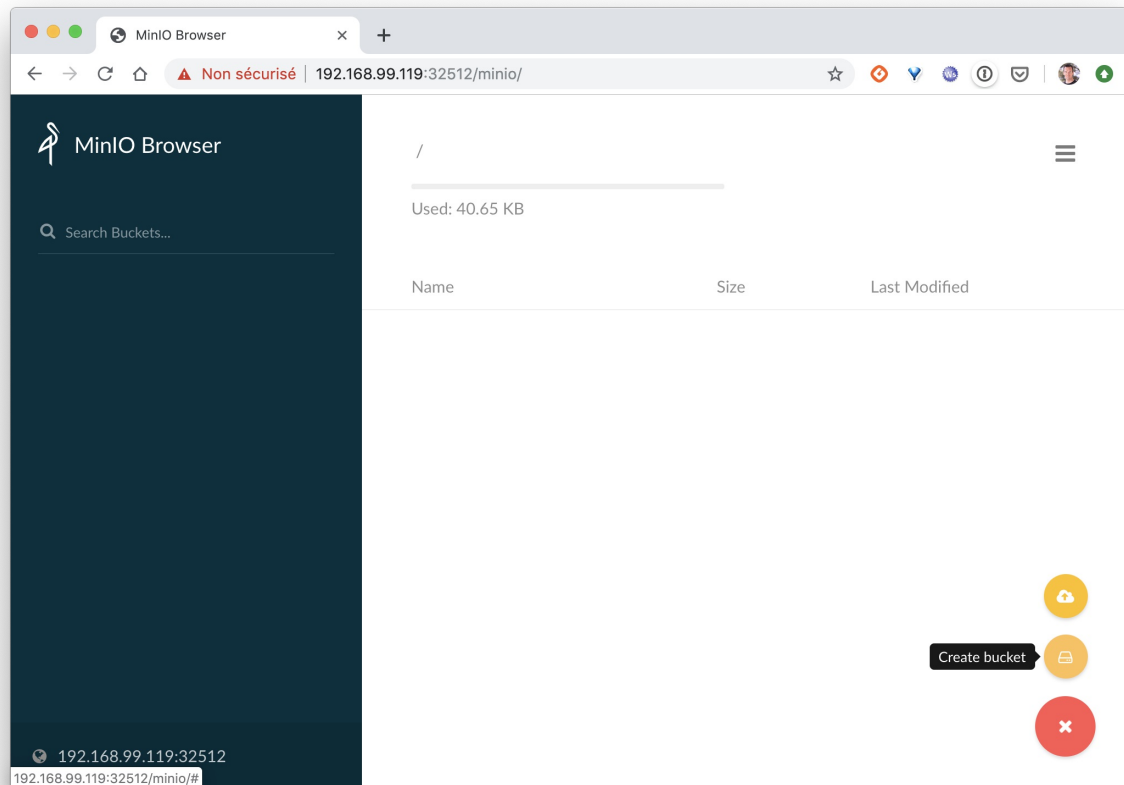 MinIO Browser
Non sécurisé 192.168.99.119:32512/minio/
MinIO Browser
Search Buckets...
/
Used: 40.65 KB
Name Size Last Modified
Create bucket
192.168.99.119:32512
192.168.99.119:32512/minio/#